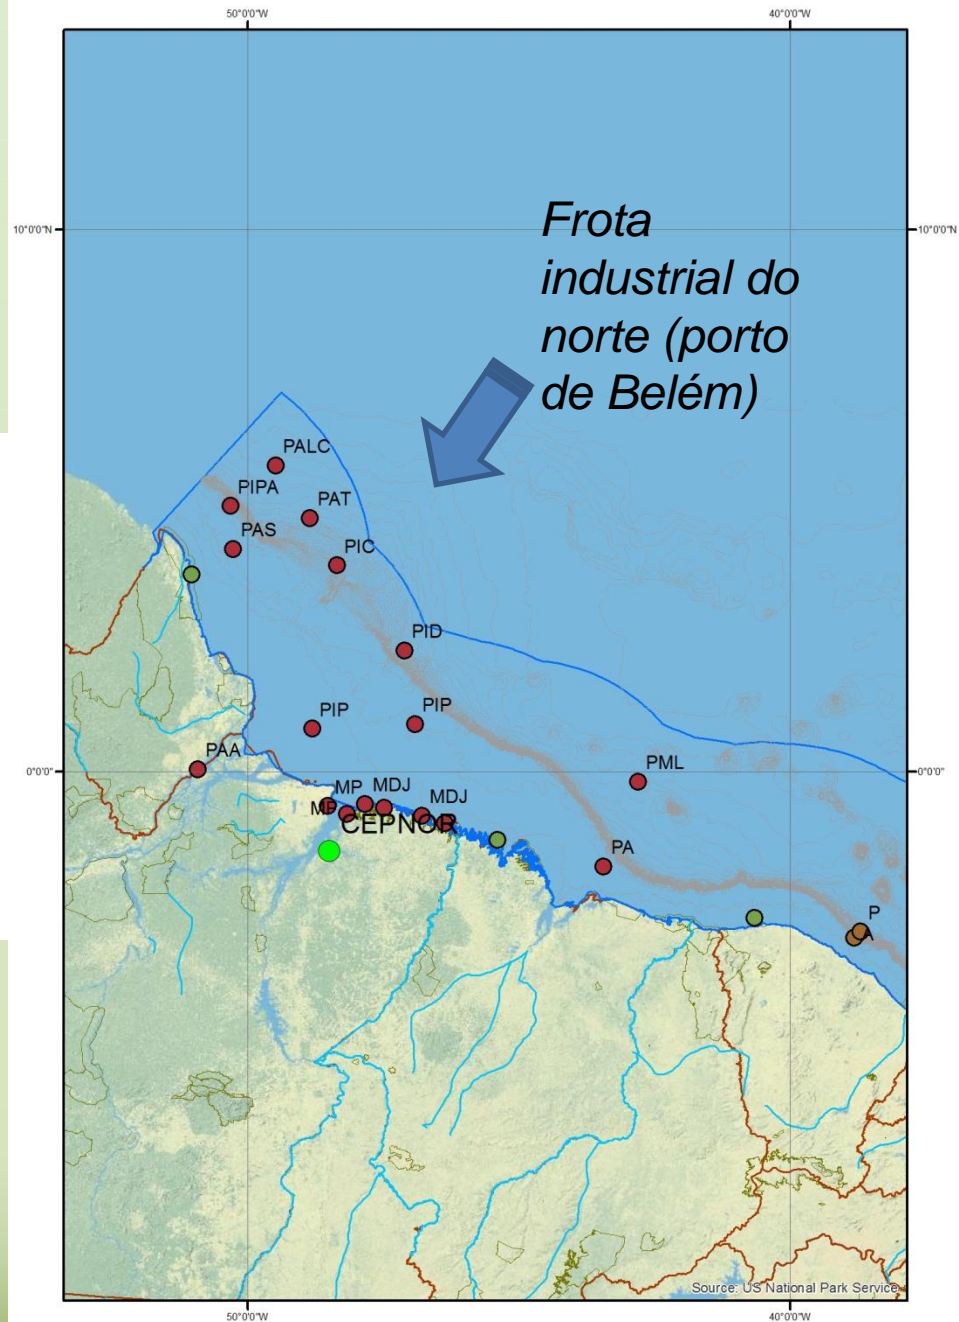 50°0'0"W
40°0'0"W
10°0'0"N
10°0'0"N
Frota
industrial do
norte (porto
de Belém)
PALC
PIPA
PAT
PAS
PIC
PID
PIP
PIP
PAA
PML
0°0'0"
0°0'0"
MP
MDJ
MP
MDJ
CEPNOR
PA
P
A
Source: US National Park Service
50°0'0"W
40°0'0"W